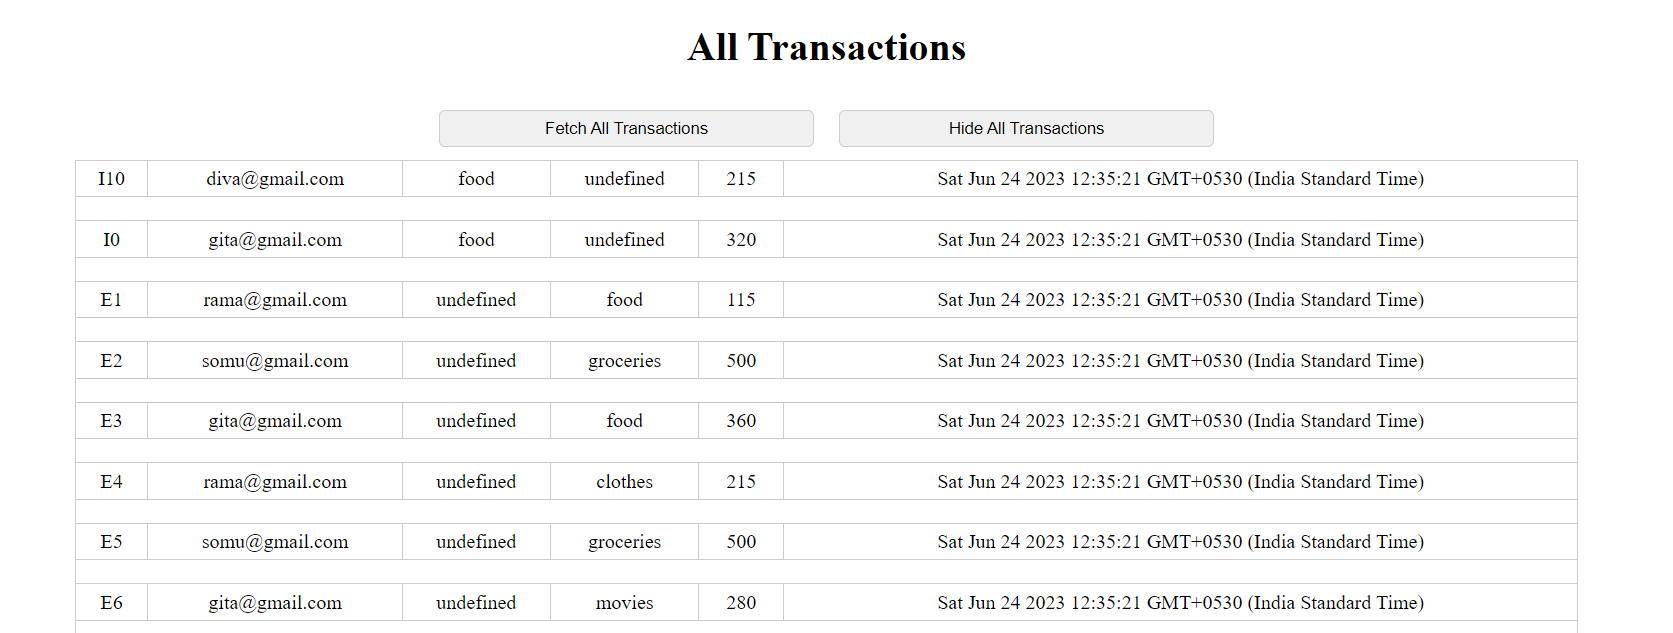 All Transactions
Fetch All Transactions Hide All Transactions
I10 diva@gmail.com food undefined 215 Sat Jun 24 2023 12:35:21 GMT+0530 (India Standard Time)
I0 gita@gmail.com food undefined 320 Sat Jun 24 2023 12:35:21 GMT+0530 (India Standard Time)
E1 rama@gmail.com undefined food 115 Sat Jun 24 2023 12:35:21 GMT+0530 (India Standard Time)
E2 somu@gmail.com undefined groceries 500 Sat Jun 24 2023 12:35:21 GMT+0530 (India Standard Time)
E3 gita@gmail.com undefined food 360 Sat Jun 24 2023 12:35:21 GMT+0530 (India Standard Time)
E4 rama@gmail.com undefined clothes 215 Sat Jun 24 2023 12:35:21 GMT+0530 (India Standard Time)
E5 somu@gmail.com undefined groceries 500 Sat Jun 24 2023 12:35:21 GMT+0530 (India Standard Time)
E6 gita@gmail.com undefined movies 280 Sat Jun 24 2023 12:35:21 GMT+0530 (India Standard Time)